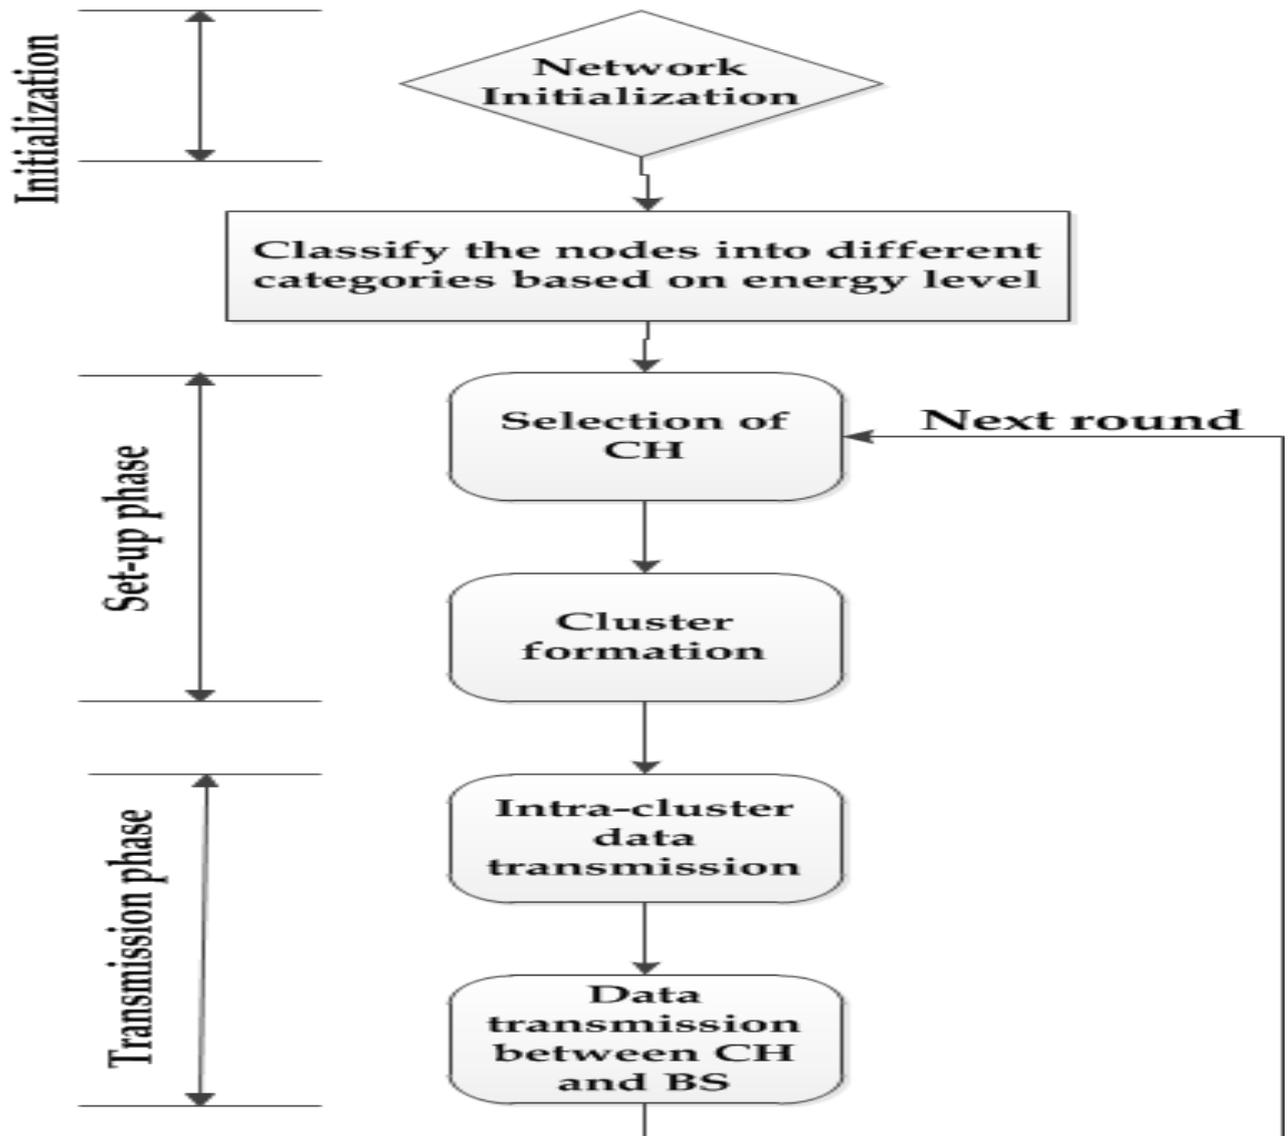 Initialization
Network
Initialization
Classify the nodes into different
categories based on energy level
Set-up phase
Selection of
CH
Next round
Cluster
formation
Transmission phase
Intra-cluster
data
transmission
Data
transmission
between CH
and BS